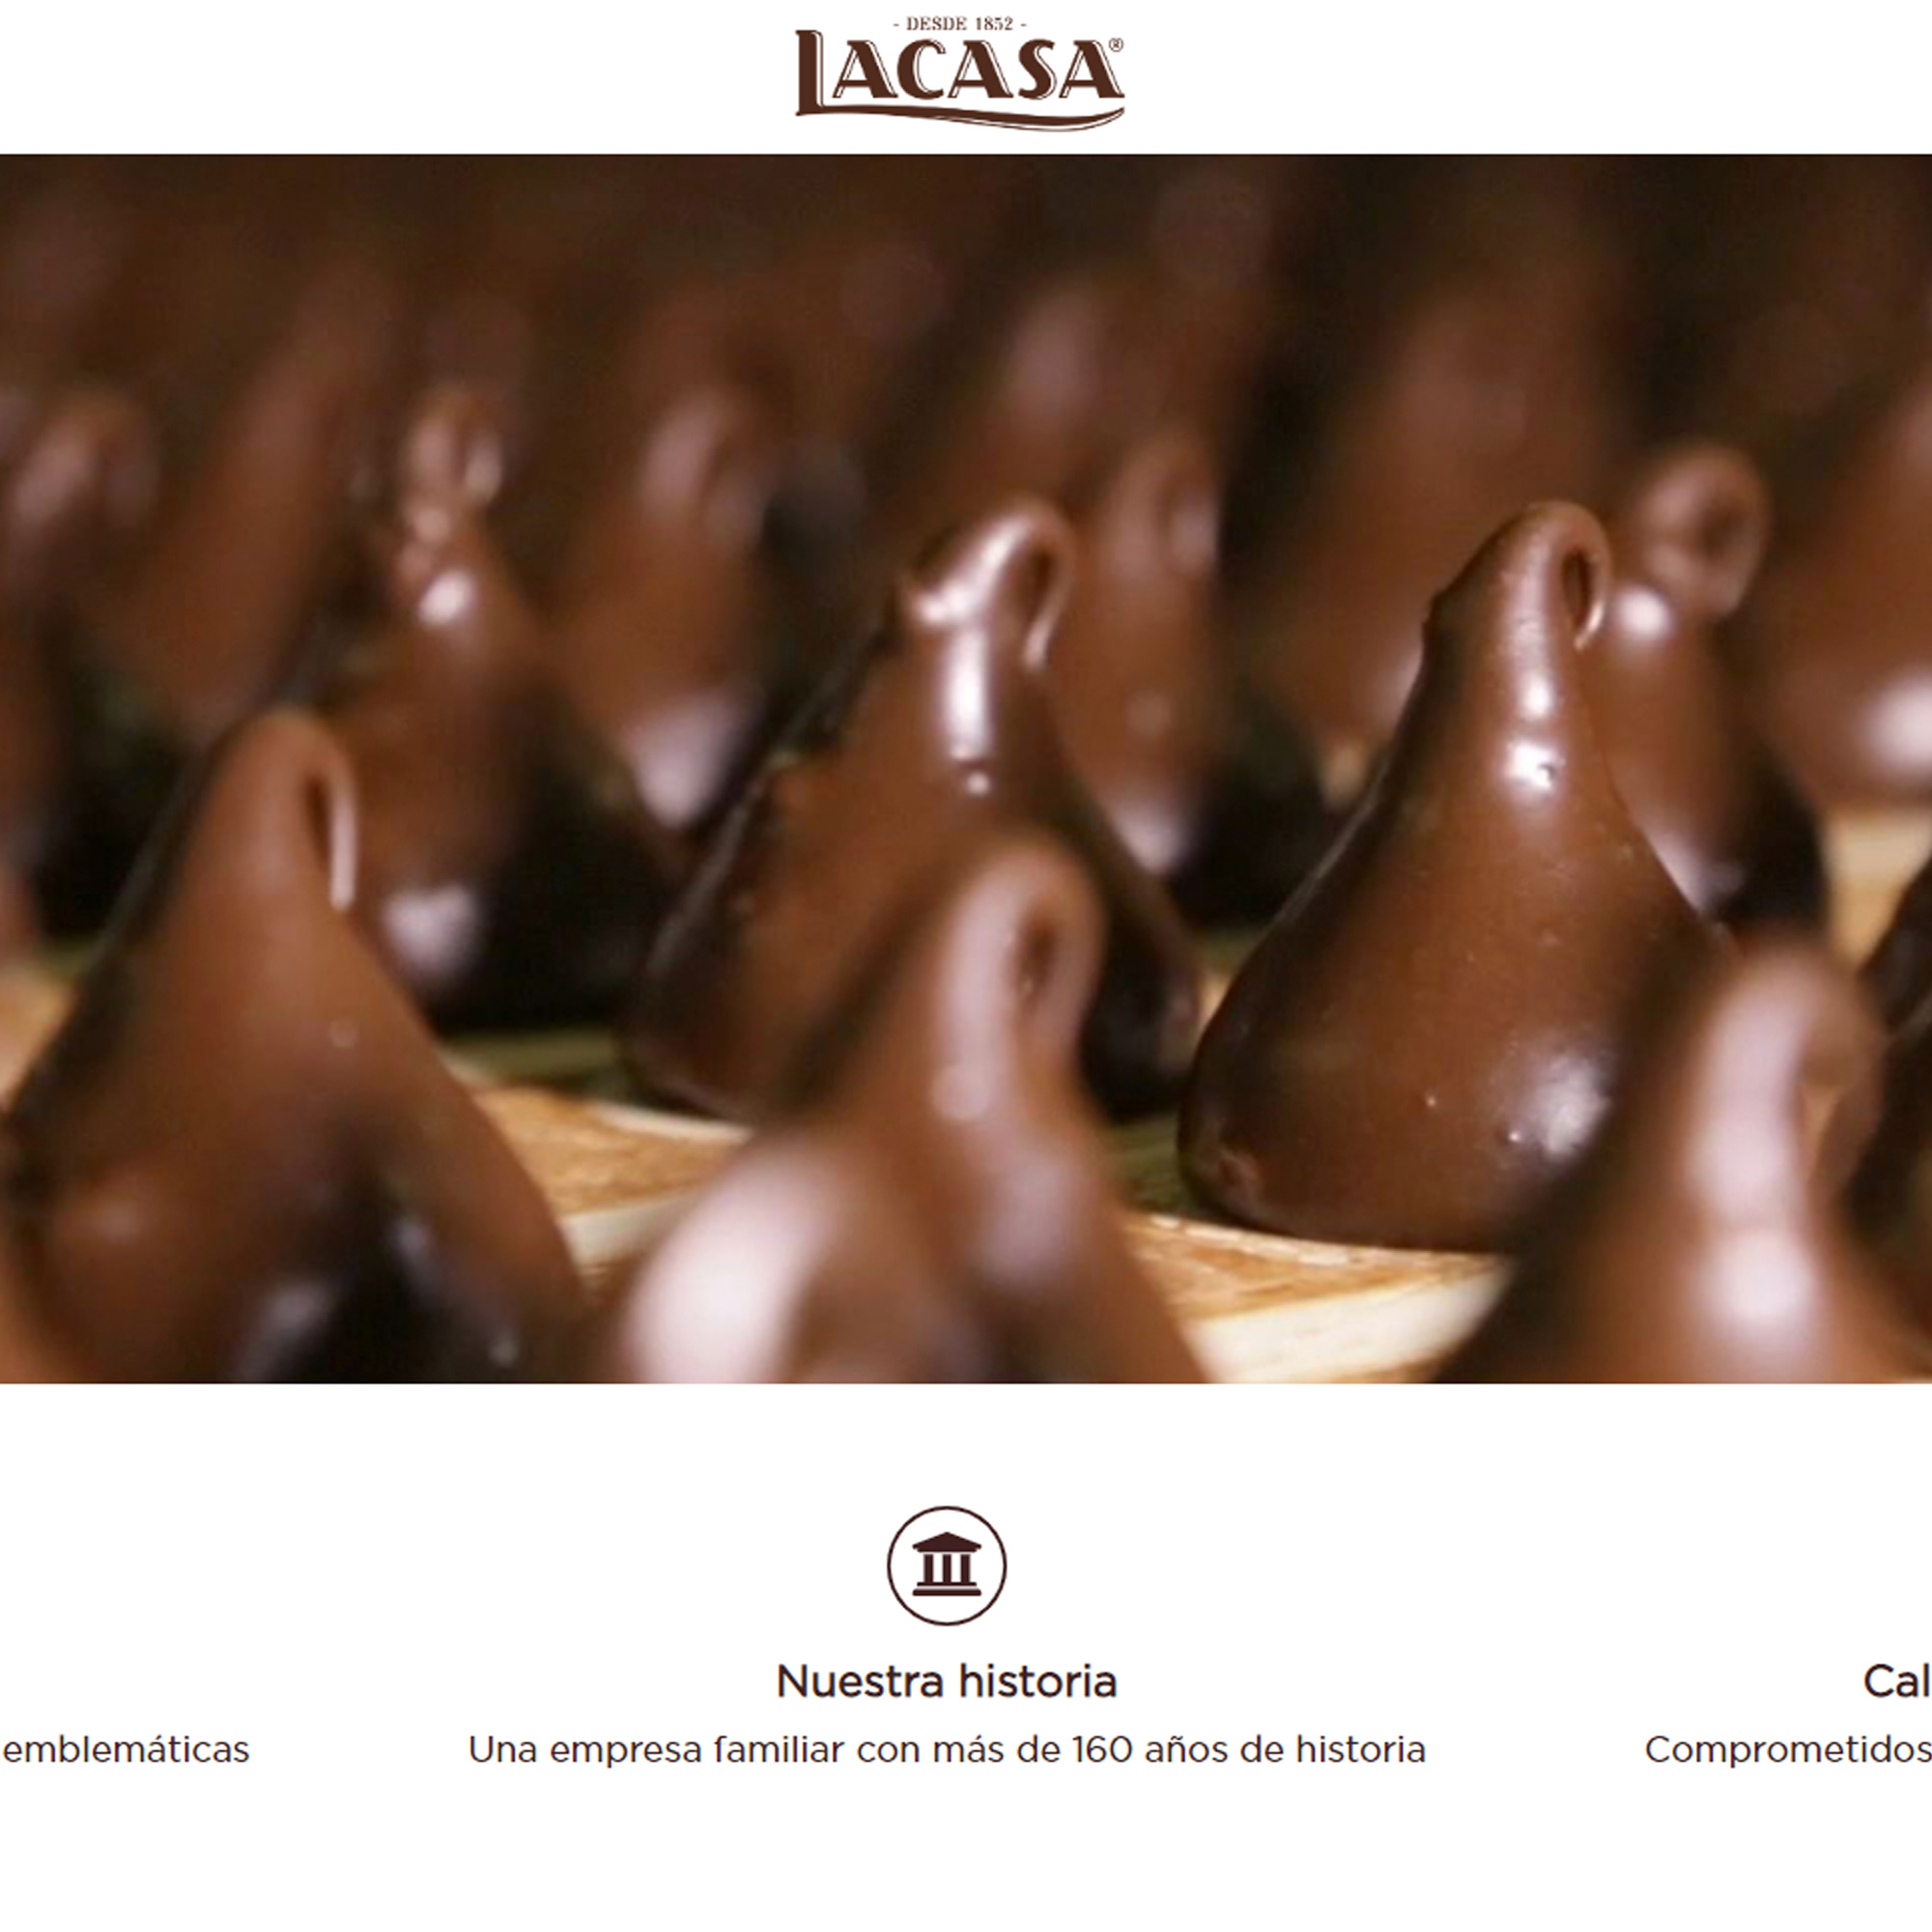 - DESDE 1852 -
LACASA®
Nuestra historia
Cal
emblemáticas
Una empresa familiar con más de 160 años de historia
Comprometidos